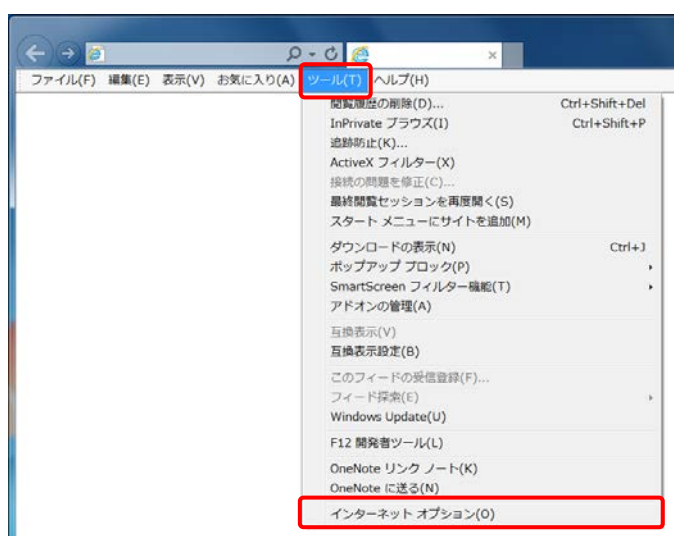 ファイル(F) 編集(E) 表示(V) お気に入り(A) ツール(T) ヘルプ(H)
閲覧履歴の削除(D)... Ctrl+Shift+Del
InPrivate ブラウズ(I) Ctrl+Shift+P
追跡防止(K)...
ActiveX フィルター(X)
接続の問題を修正(C)...
最終閲覧セッションを再度開く(S)
スタート メニューにサイトを追加(M)
ダウンロードの表示(N) Ctrl+J
ポップアップ ブロック(P)
SmartScreen フィルター機能(T)
アドオンの管理(A)
互換表示(V)
互換表示設定(B)
このフィードの受信登録(F)...
フィード探索(E)
Windows Update(U)
F12 開発者ツール(L)
OneNote リンク ノート(K)
OneNote に送る(N)
インターネット オプション(O)